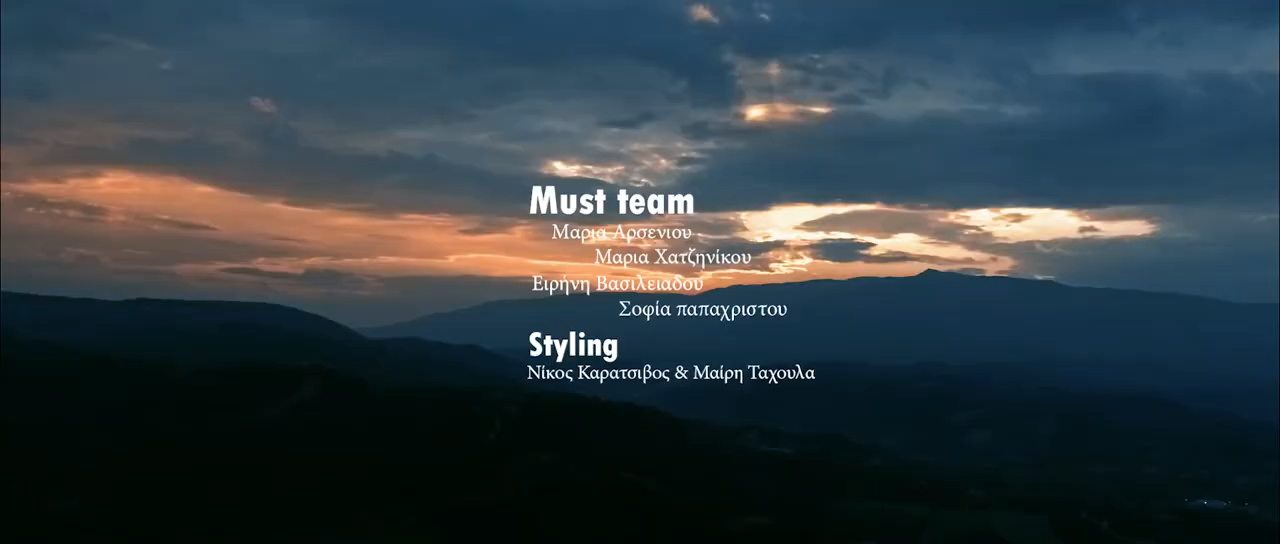 Must team
Μαρια Αρσενιου
Μαρια Χατζηνίκου
Ειρήνη Βασιλειαδου
Σοφία παπαχριστου
Styling
Νίκος Καρατσιβος & Μαίρη Ταχουλα